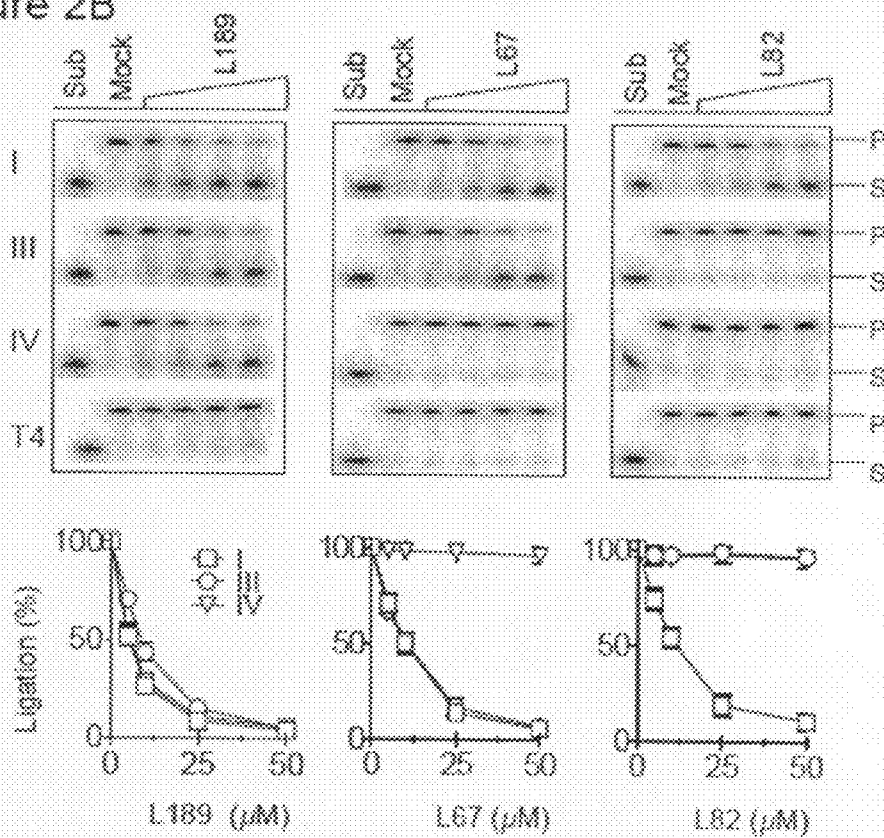 2B
Sub Mock L189
Sub Mock L67
Sub Mock L82
I
P
S
III
P
S
IV
P
S
T4
P
S
Ligation (%)
100
50
0
0 25 50
L189 (μM)
I
III
IV
100
50
0
0 25 50
L67 (μM)
100
50
0
0 25 50
L82 (μM)